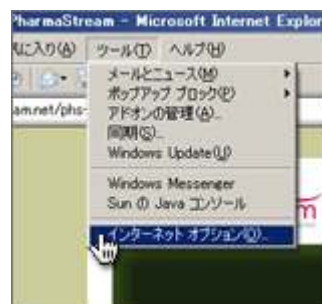 PharmaStream - Microsoft Internet Explor
に入り(A) ツール(T) ヘルプ(H)
メールとニュース(M)
ポップアップ ブロック(P)
am.net/phs-
アドオンの管理(A)...
同期(S)...
Windows Update(U)
Windows Messenger
Sun の Java コンソール
インターネット オプション(O)...
m